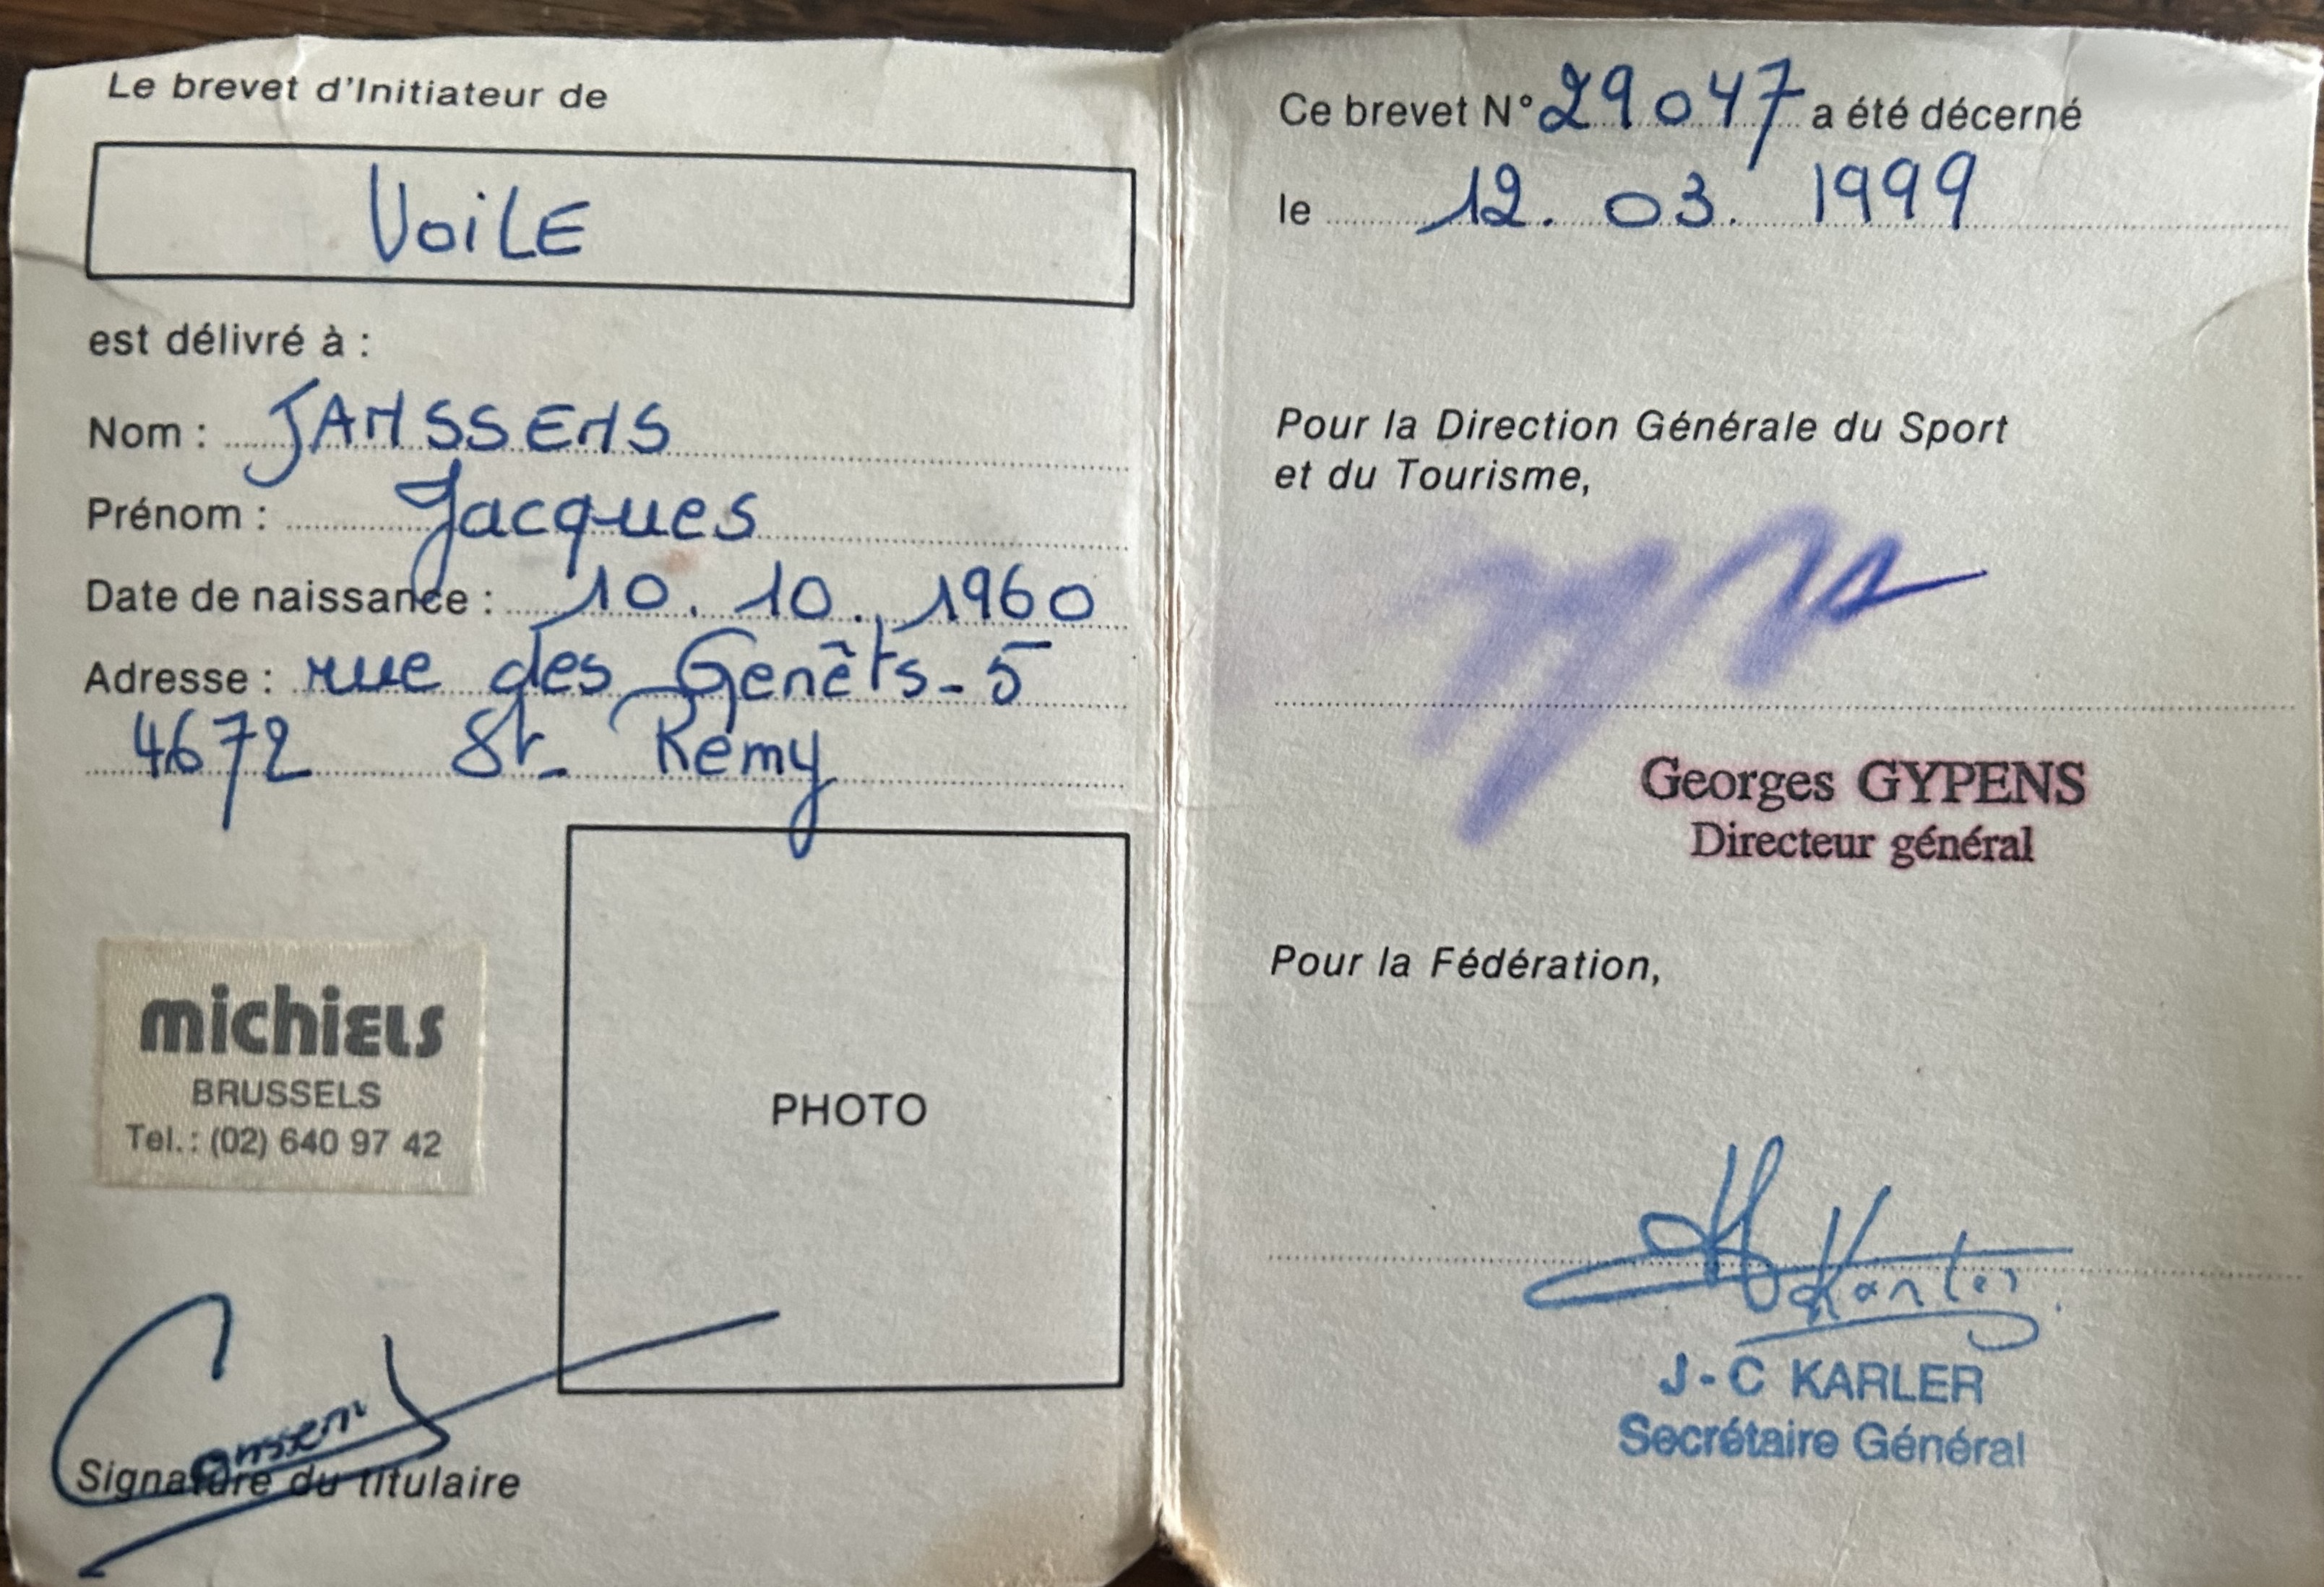 Le brevet d'Initiateur de
VOILE
est délivré à :
Nom : JANSSENS
Prénom : Jacques
Date de naissance : 10. 10. 1960
Adresse : rue des Genêts - 5
4672 St - Remy
michiels
BRUSSELS
Tel.: (02) 640 97 42
PHOTO
Janssens
Signature du titulaire
Ce brevet N° 29047 a été décerné
le 12. 03. 1999
Pour la Direction Générale du Sport
et du Tourisme,
Georges GYPENS
Directeur général
Pour la Fédération,
Karler
J-C KARLER
Secrétaire Général